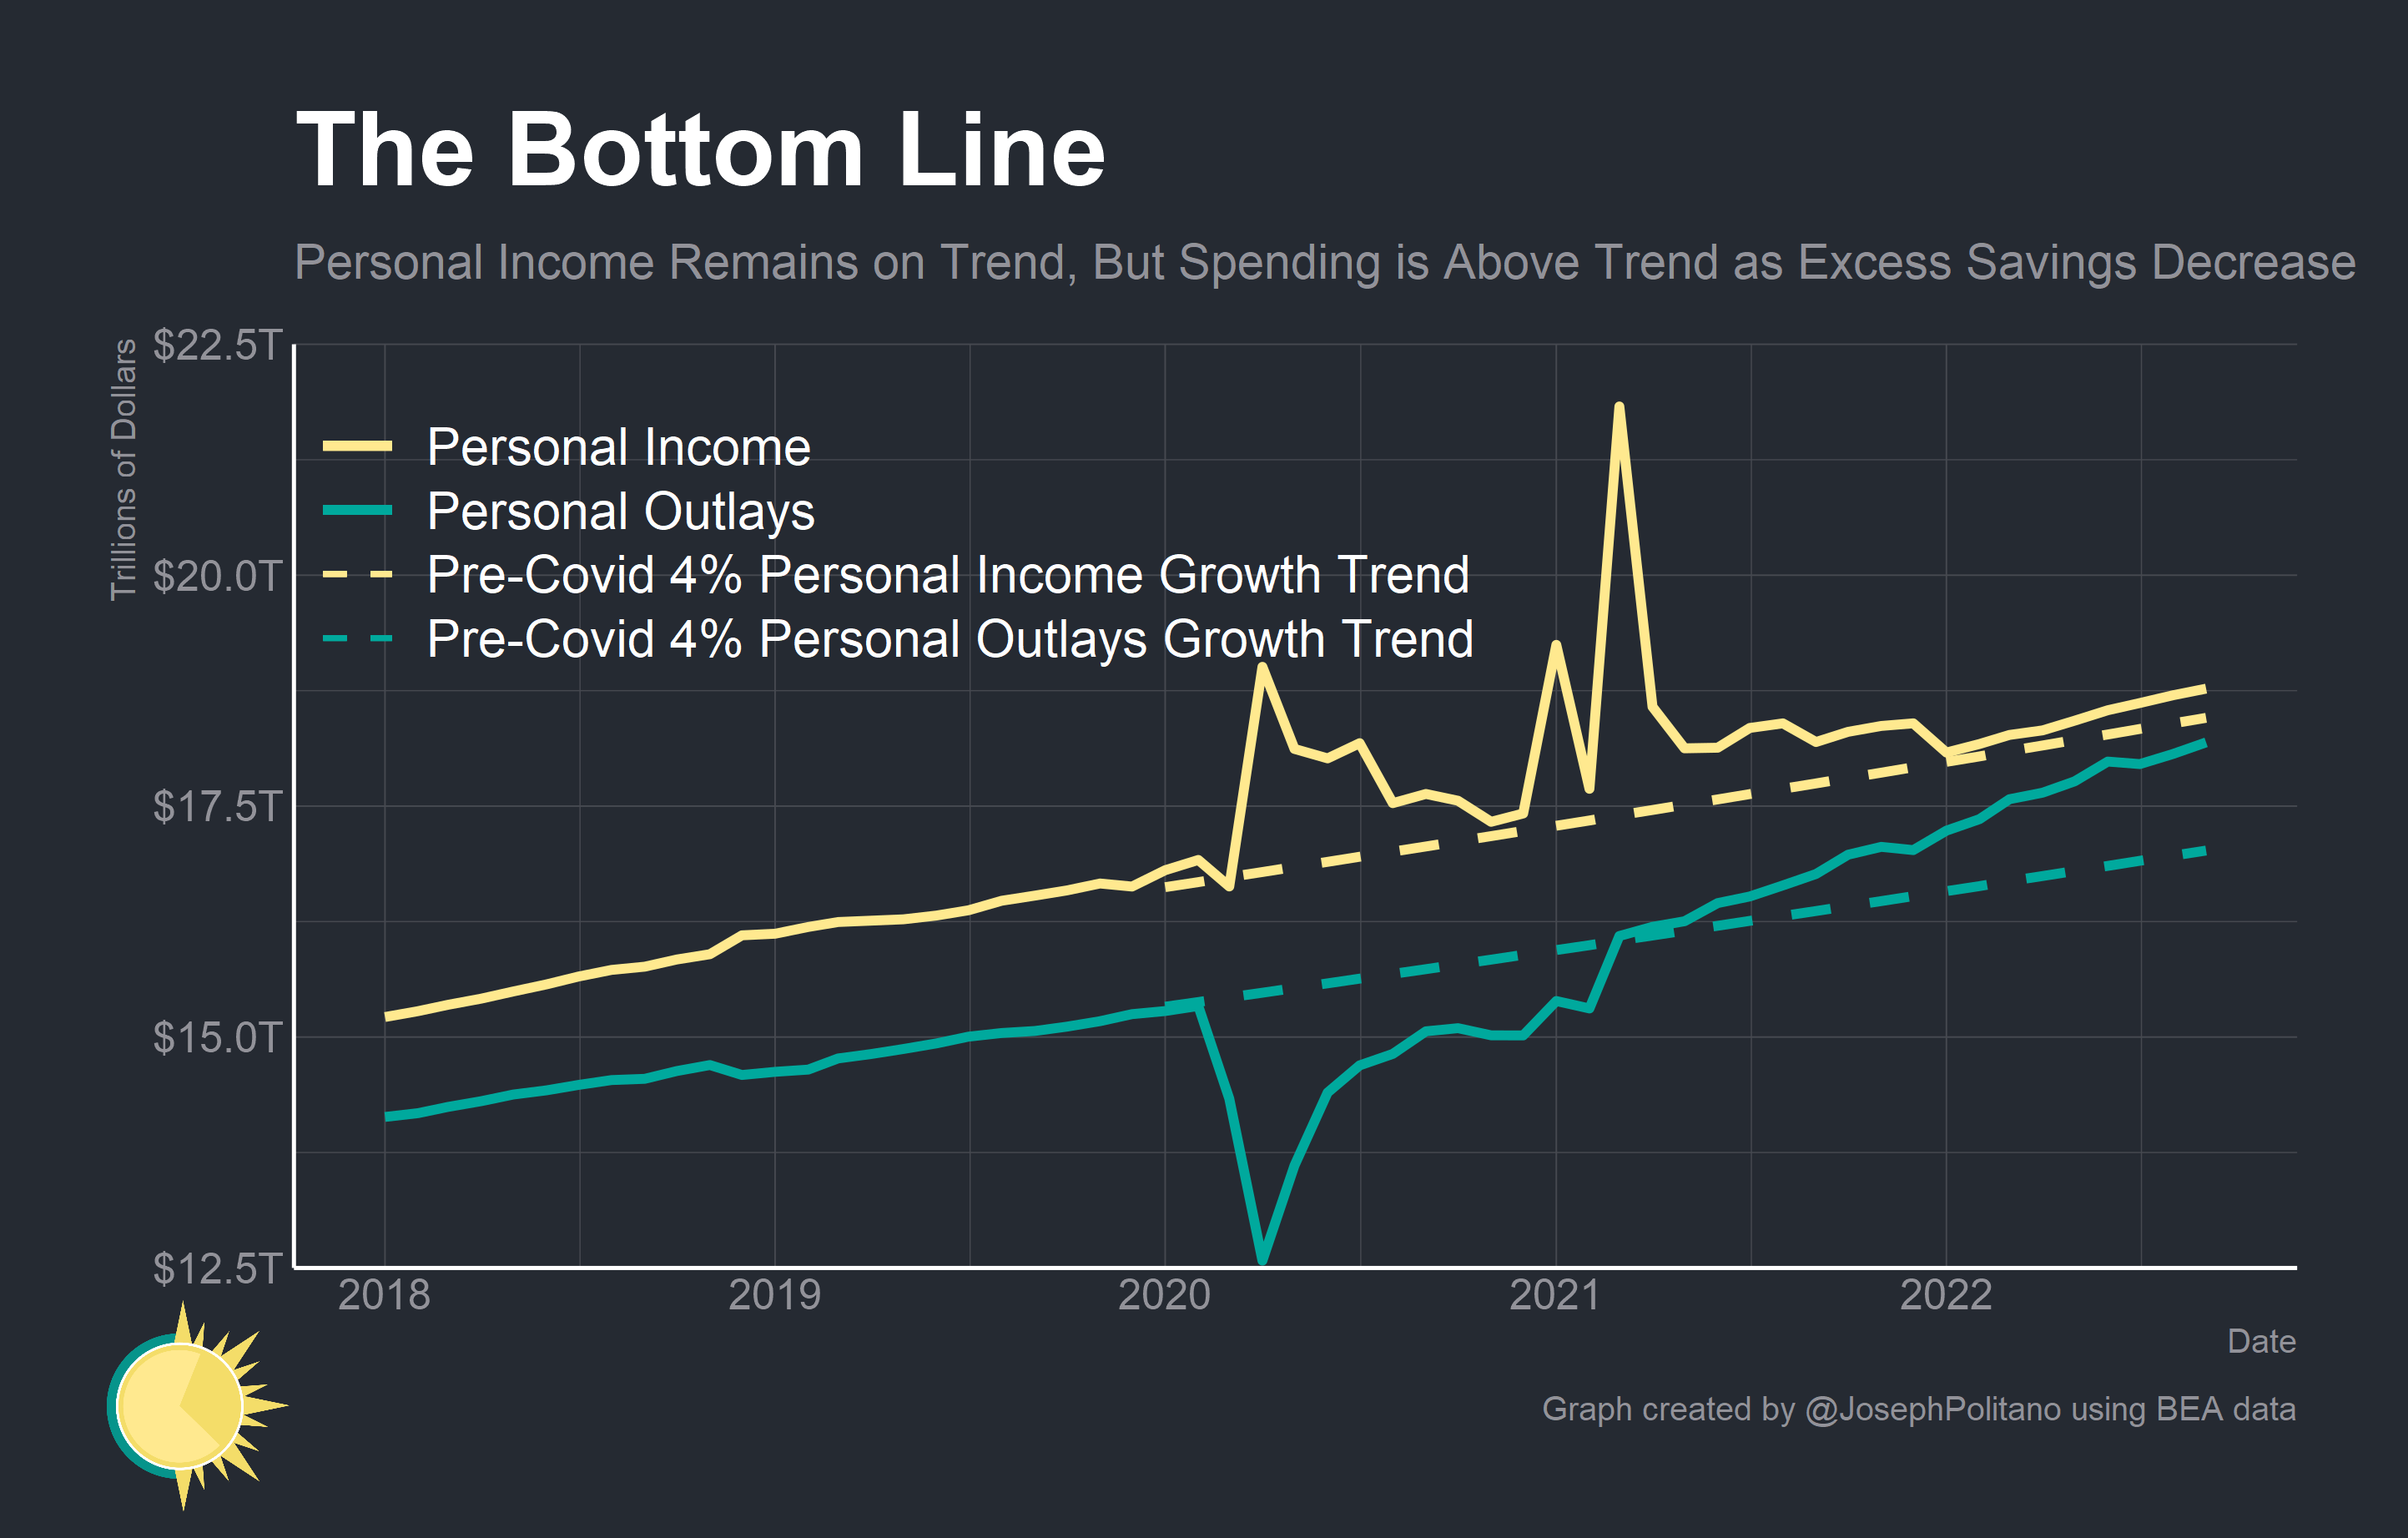 The Bottom Line
Personal Income Remains on Trend, But Spending is Above Trend as Excess Savings Decrease
Trillions of Dollars
$22.5T
$20.0T
$17.5T
$15.0T
$12.5T
Personal Income
Personal Outlays
Pre-Covid 4% Personal Income Growth Trend
Pre-Covid 4% Personal Outlays Growth Trend
2018 2019 2020 2021 2022
Date
Graph created by @JosephPolitano using BEA data